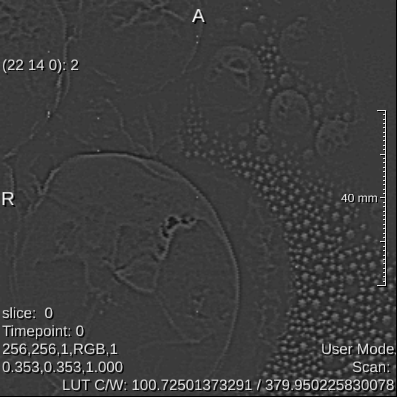 A
(22 14 0): 2
R
40 mm
slice: 0
Timepoint: 0
256,256,1,RGB,1
User Mode
0.353,0.353,1.000
Scan:
LUT C/W: 100.72501373291 / 379.950225830078